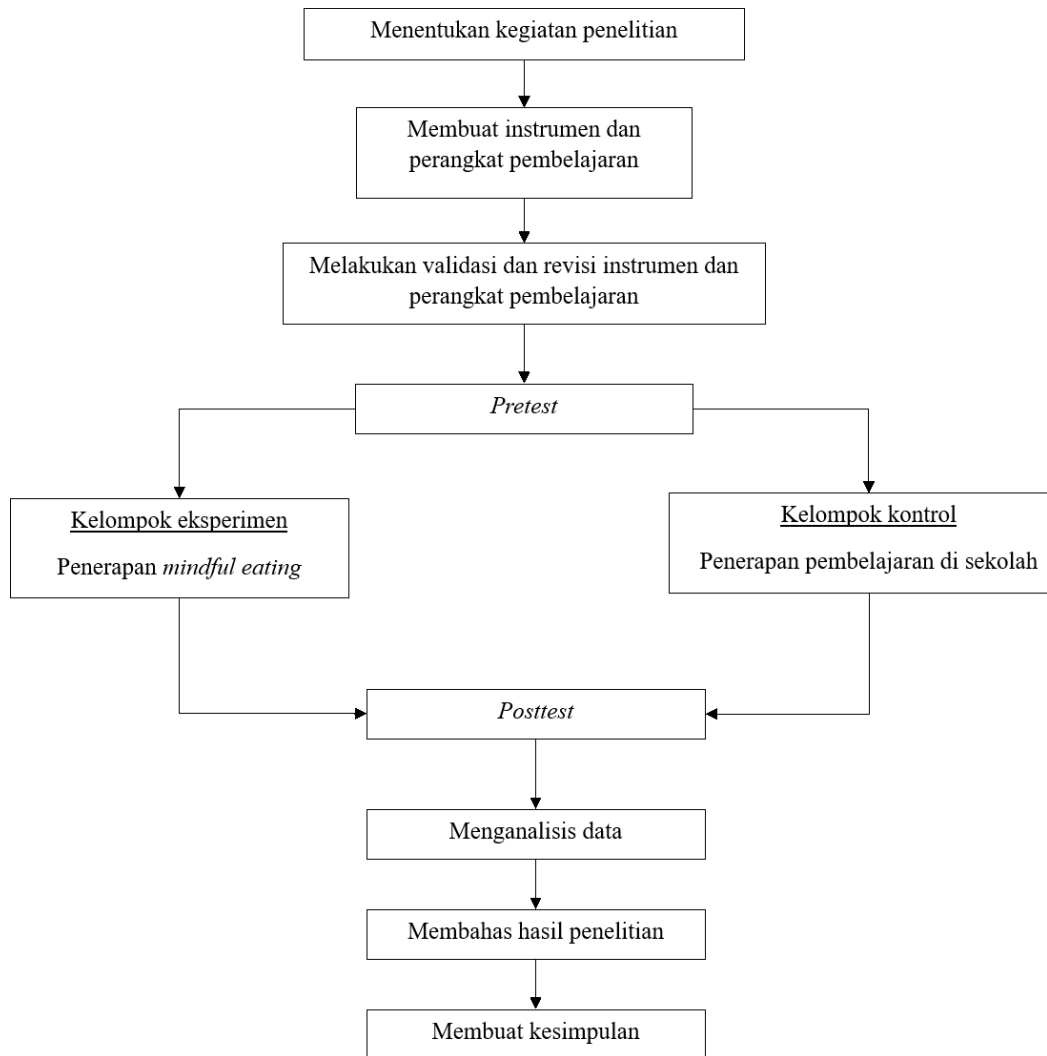 Menentukan kegiatan penelitian
Membuat instrumen dan
perangkat pembelajaran
Melakukan validasi dan revisi instrumen dan
perangkat pembelajaran
Pretest
Kelompok eksperimen
Penerapan mindful eating
Kelompok kontrol
Penerapan pembelajaran di sekolah
Posttest
Menganalisis data
Membahas hasil penelitian
Membuat kesimpulan